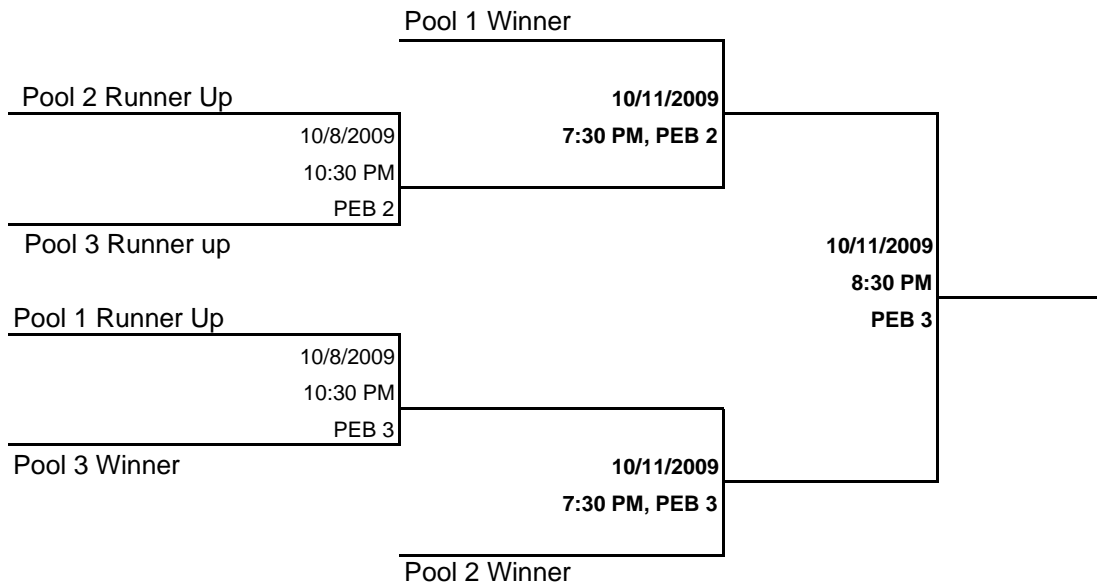 Pool 1 Winner
Pool 2 Runner Up
10/11/2009
7:30 PM, PEB 2
10/8/2009
10:30 PM
PEB 2
Pool 3 Runner up
10/11/2009
8:30 PM
PEB 3
Pool 1 Runner Up
10/8/2009
10:30 PM
PEB 3
Pool 3 Winner
10/11/2009
7:30 PM, PEB 3
Pool 2 Winner